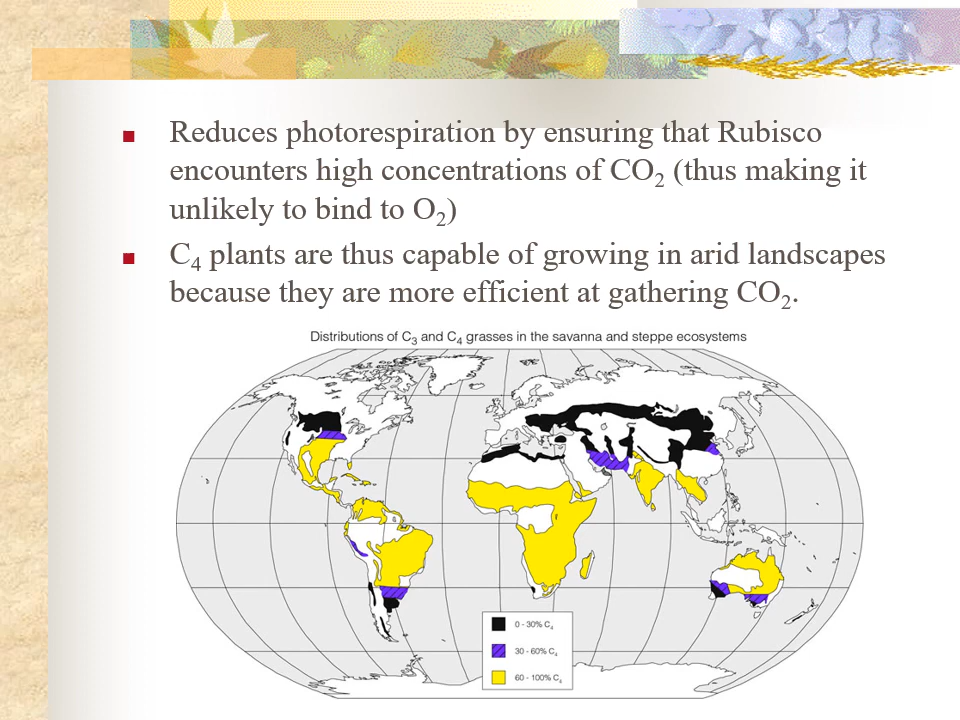 Reduces photorespiration by ensuring that Rubisco
encounters high concentrations of CO₂ (thus making it
unlikely to bind to O₂)
C₄ plants are thus capable of growing in arid landscapes
because they are more efficient at gathering CO₂.
Distributions of C₃ and C₄ grasses in the savanna and steppe ecosystems
0 - 30% C₄
30 - 60% C₄
60 - 100% C₄